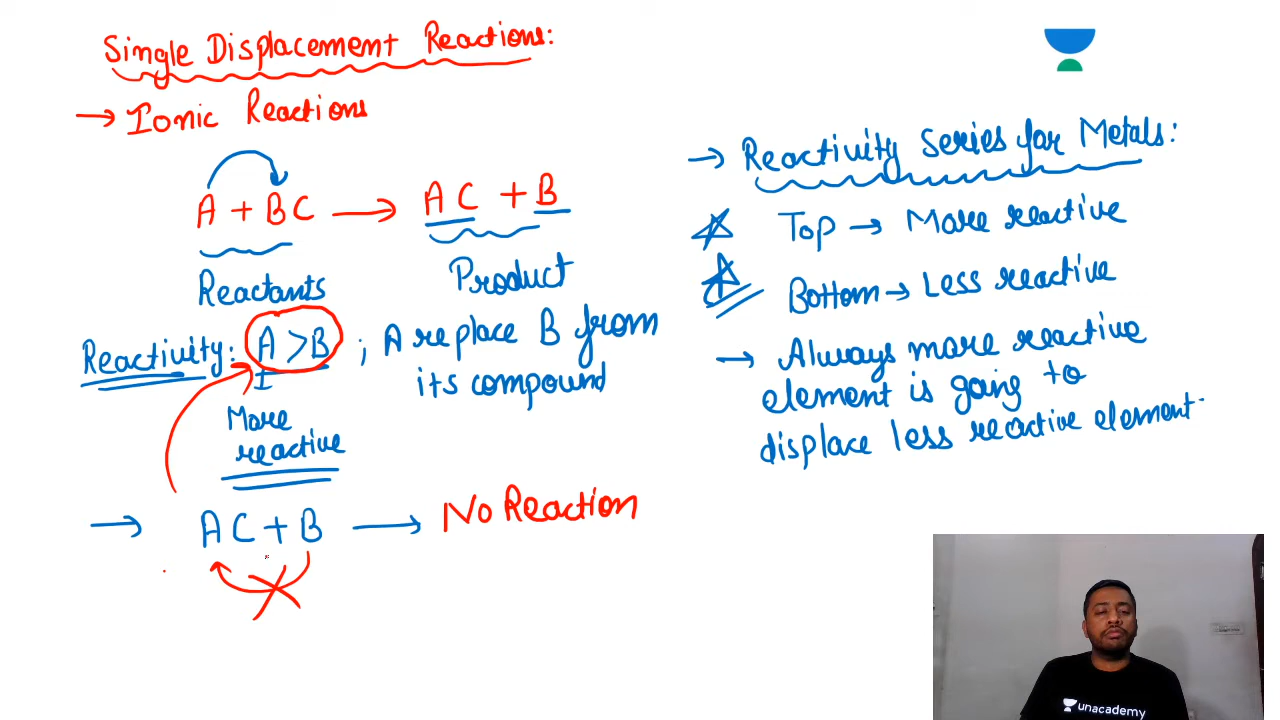 Single Displacement Reactions:
→ Ionic Reactions
A + BC → AC + B
Reactants
Product
Reactivity: A > B ; A replace B from
its compound
More
reactive
→ AC + B → No Reaction
→ Reactivity Series for Metals:
Top → More reactive
Bottom → Less reactive
→ Always more reactive
element is going to
displace less reactive element.
unacademy